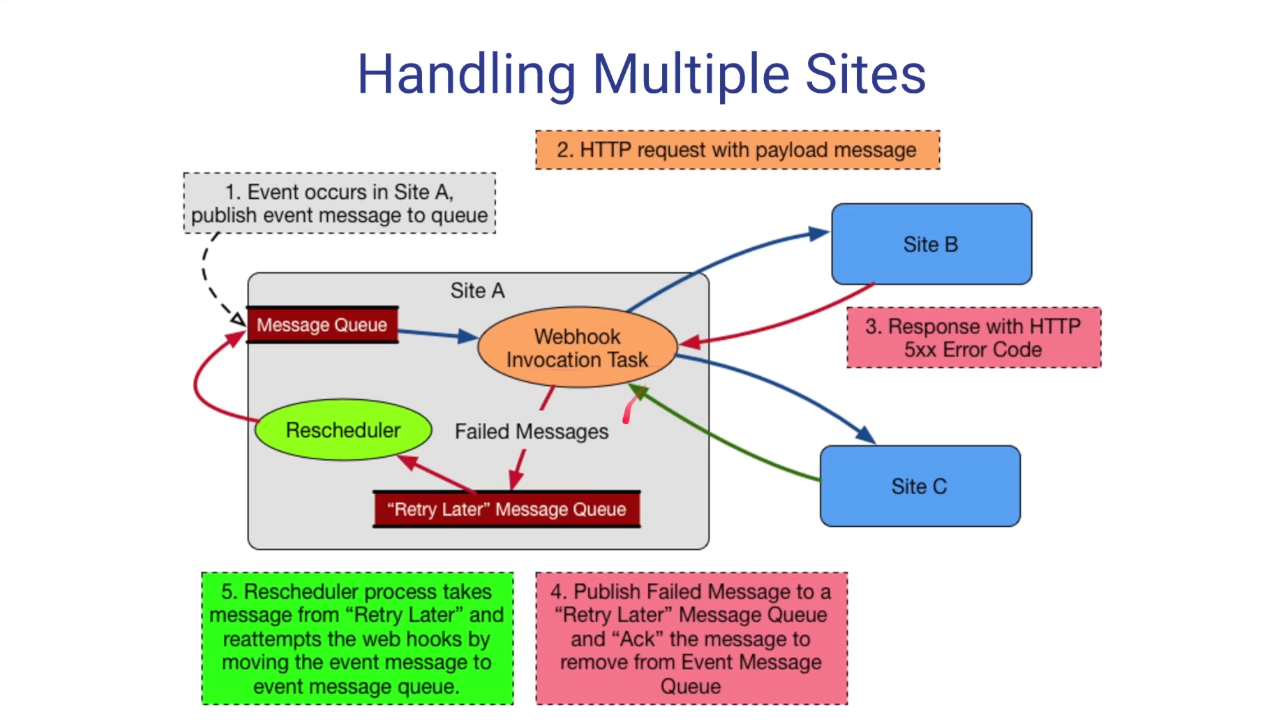 Handling Multiple Sites
2. HTTP request with payload message
1. Event occurs in Site A,
publish event message to queue
Site B
Site A
Message Queue
Webhook
Invocation Task
3. Response with HTTP
5xx Error Code
Rescheduler
Failed Messages
Site C
“Retry Later” Message Queue
5. Rescheduler process takes
message from “Retry Later” and
reattempts the web hooks by
moving the event message to
event message queue.
4. Publish Failed Message to a
“Retry Later” Message Queue
and “Ack” the message to
remove from Event Message
Queue